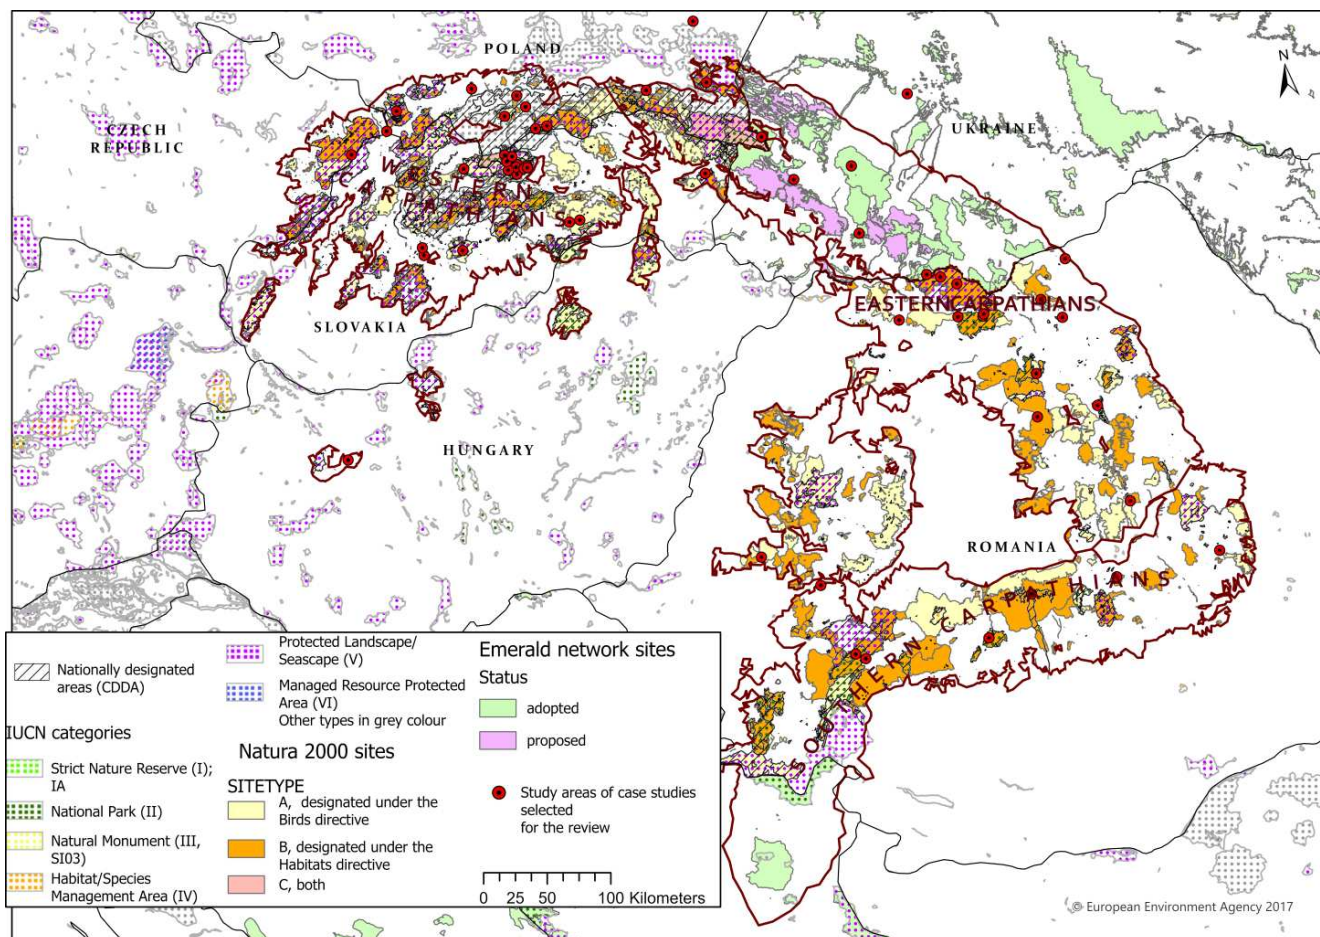 POLAND
N
CZECH
REPUBLIC
UKRAINE
WESTERN
CARPATHIANS
EASTERN CARPATHIANS
SLOVAKIA
HUNGARY
ROMANIA
SOUTHERN CARPATHIANS
Nationally designated
areas (CDDA)
IUCN categories
Strict Nature Reserve (I);
IA
National Park (II)
Natural Monument (III,
SI03)
Habitat/Species
Management Area (IV)
Protected Landscape/
Seascape (V)
Managed Resource Protected
Area (VI)
Other types in grey colour
Natura 2000 sites
SITETYPE
A, designated under the
Birds directive
B, designated under the
Habitats directive
C, both
Emerald network sites
Status
adopted
proposed
Study areas of case studies
selected
for the review
0 25 50 100 Kilometers
© European Environment Agency 2017